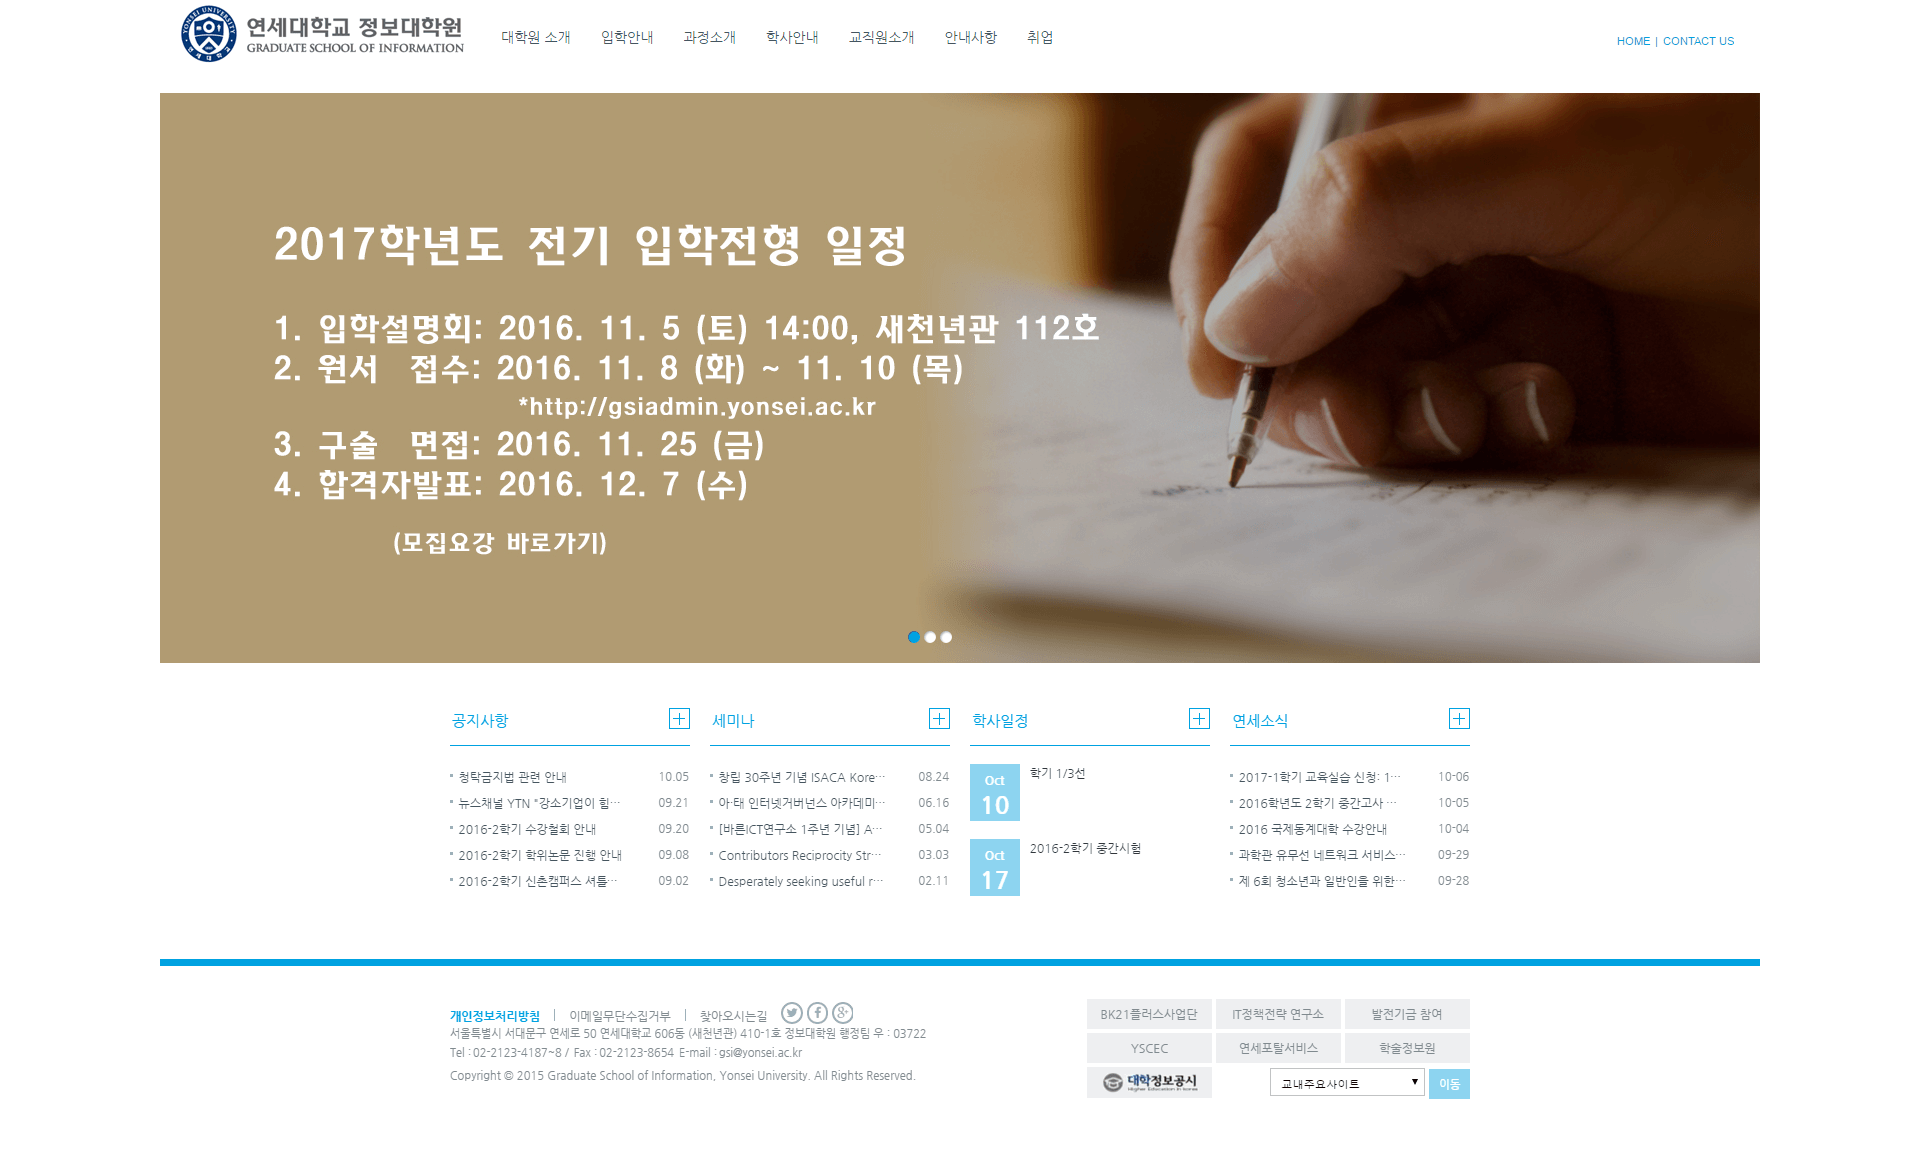 연세대학교 정보대학원
GRADUATE SCHOOL OF INFORMATION
대학원 소개 입학안내 과정소개 학사안내 교직원소개 안내사항 취업
HOME | CONTACT US
2017학년도 전기 입학전형 일정
1. 입학설명회: 2016. 11. 5 (토) 14:00, 새천년관 112호
2. 원서 접수: 2016. 11. 8 (화) ~ 11. 10 (목)
*http://gsiadmin.yonsei.ac.kr
3. 구술 면접: 2016. 11. 25 (금)
4. 합격자발표: 2016. 12. 7 (수)
(모집요강 바로가기)
공지사항
청탁금지법 관련 안내 10.05
뉴스채널 YTN "강소기업이 힘… 09.21
2016-2학기 수강철회 안내 09.20
2016-2학기 학위논문 진행 안내 09.08
2016-2학기 신촌캠퍼스 셔틀… 09.02
세미나
창립 30주년 기념 ISACA Kore… 08.24
아·태 인터넷거버넌스 아카데미… 06.16
[바른ICT연구소 1주년 기념] A… 05.04
Contributors Reciprocity Str… 03.03
Desperately seeking useful r… 02.11
학사일정
Oct
10
학기 1/3선
Oct
17
2016-2학기 중간시험
연세소식
2017-1학기 교육실습 신청: 1… 10-06
2016학년도 2학기 중간고사 … 10-05
2016 국제동계대학 수강안내 10-04
과학관 유무선 네트워크 서비스… 09-29
제 6회 청소년과 일반인을 위한… 09-28
개인정보처리방침 | 이메일무단수집거부 | 찾아오시는길
서울특별시 서대문구 연세로 50 연세대학교 606동 (새천년관) 410-1호 정보대학원 행정팀 우 : 03722
Tel : 02-2123-4187~8 / Fax : 02-2123-8654 E-mail : gsi@yonsei.ac.kr
Copyright © 2015 Graduate School of Information, Yonsei University. All Rights Reserved.
BK21플러스사업단 IT정책전략 연구소 발전기금 참여
YSCEC 연세포탈서비스 학술정보원
대학정보공시
Higher Education in Korea
교내주요사이트 ▼ 이동